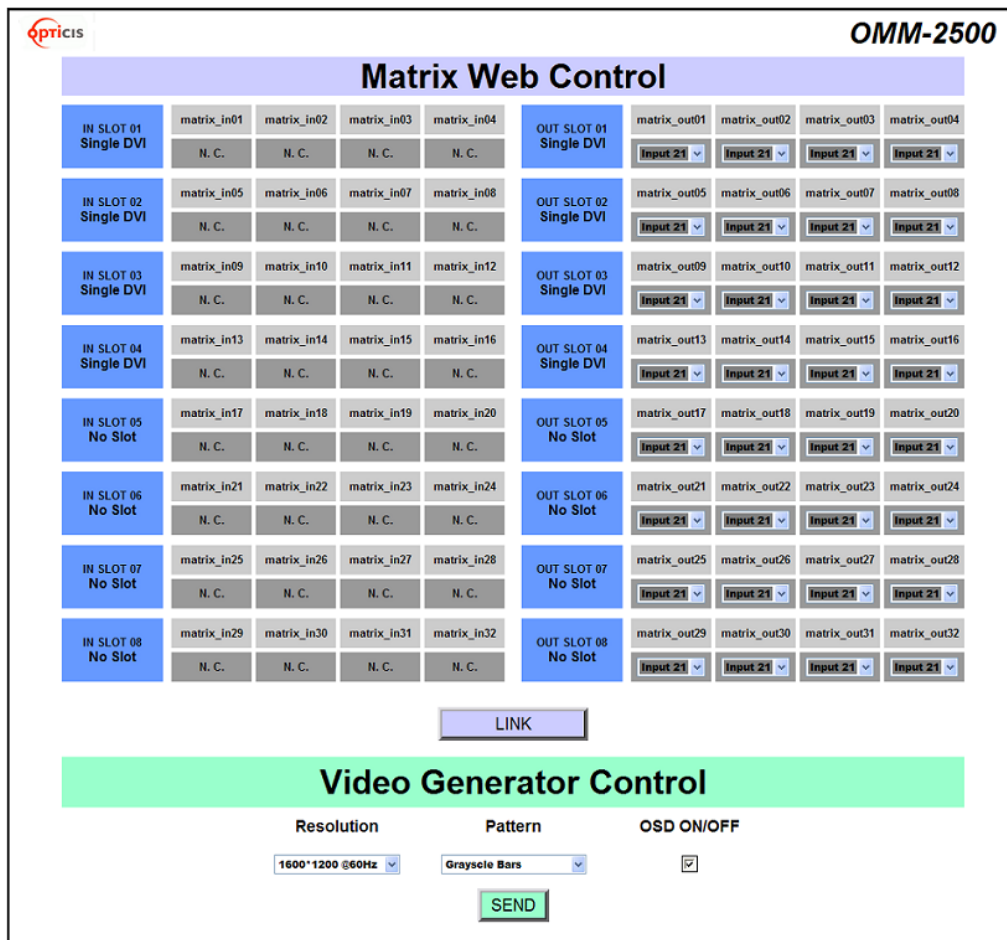 OPTICIS
OMM-2500
Matrix Web Control
IN SLOT 01 Single DVI
matrix_in01 matrix_in02 matrix_in03 matrix_in04
N. C. N. C. N. C. N. C.
OUT SLOT 01 Single DVI
matrix_out01 matrix_out02 matrix_out03 matrix_out04
Input 21 Input 21 Input 21 Input 21
IN SLOT 02 Single DVI
matrix_in05 matrix_in06 matrix_in07 matrix_in08
N. C. N. C. N. C. N. C.
OUT SLOT 02 Single DVI
matrix_out05 matrix_out06 matrix_out07 matrix_out08
Input 21 Input 21 Input 21 Input 21
IN SLOT 03 Single DVI
matrix_in09 matrix_in10 matrix_in11 matrix_in12
N. C. N. C. N. C. N. C.
OUT SLOT 03 Single DVI
matrix_out09 matrix_out10 matrix_out11 matrix_out12
Input 21 Input 21 Input 21 Input 21
IN SLOT 04 Single DVI
matrix_in13 matrix_in14 matrix_in15 matrix_in16
N. C. N. C. N. C. N. C.
OUT SLOT 04 Single DVI
matrix_out13 matrix_out14 matrix_out15 matrix_out16
Input 21 Input 21 Input 21 Input 21
IN SLOT 05 No Slot
matrix_in17 matrix_in18 matrix_in19 matrix_in20
N. C. N. C. N. C. N. C.
OUT SLOT 05 No Slot
matrix_out17 matrix_out18 matrix_out19 matrix_out20
Input 21 Input 21 Input 21 Input 21
IN SLOT 06 No Slot
matrix_in21 matrix_in22 matrix_in23 matrix_in24
N. C. N. C. N. C. N. C.
OUT SLOT 06 No Slot
matrix_out21 matrix_out22 matrix_out23 matrix_out24
Input 21 Input 21 Input 21 Input 21
IN SLOT 07 No Slot
matrix_in25 matrix_in26 matrix_in27 matrix_in28
N. C. N. C. N. C. N. C.
OUT SLOT 07 No Slot
matrix_out25 matrix_out26 matrix_out27 matrix_out28
Input 21 Input 21 Input 21 Input 21
IN SLOT 08 No Slot
matrix_in29 matrix_in30 matrix_in31 matrix_in32
N. C. N. C. N. C. N. C.
OUT SLOT 08 No Slot
matrix_out29 matrix_out30 matrix_out31 matrix_out32
Input 21 Input 21 Input 21 Input 21
LINK
Video Generator Control
Resolution Pattern OSD ON/OFF
1600*1200 @60Hz Grayscle Bars
SEND